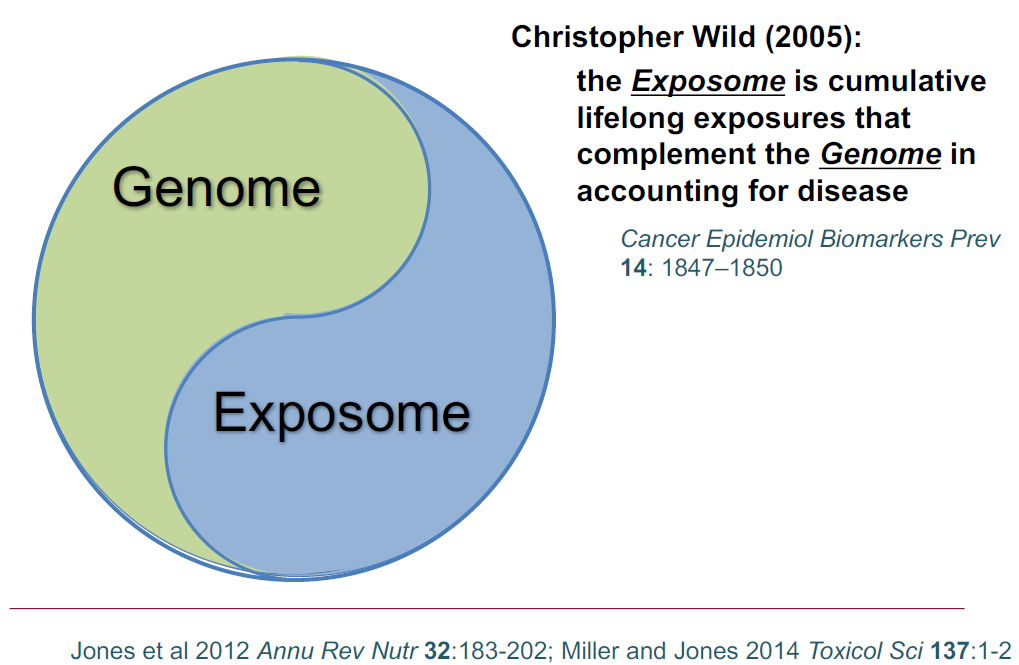 Christopher Wild (2005):
the Exposome is cumulative
lifelong exposures that
complement the Genome in
accounting for disease
Cancer Epidemiol Biomarkers Prev
14: 1847–1850
Genome
Exposome
Jones et al 2012 Annu Rev Nutr 32:183-202; Miller and Jones 2014 Toxicol Sci 137:1-2